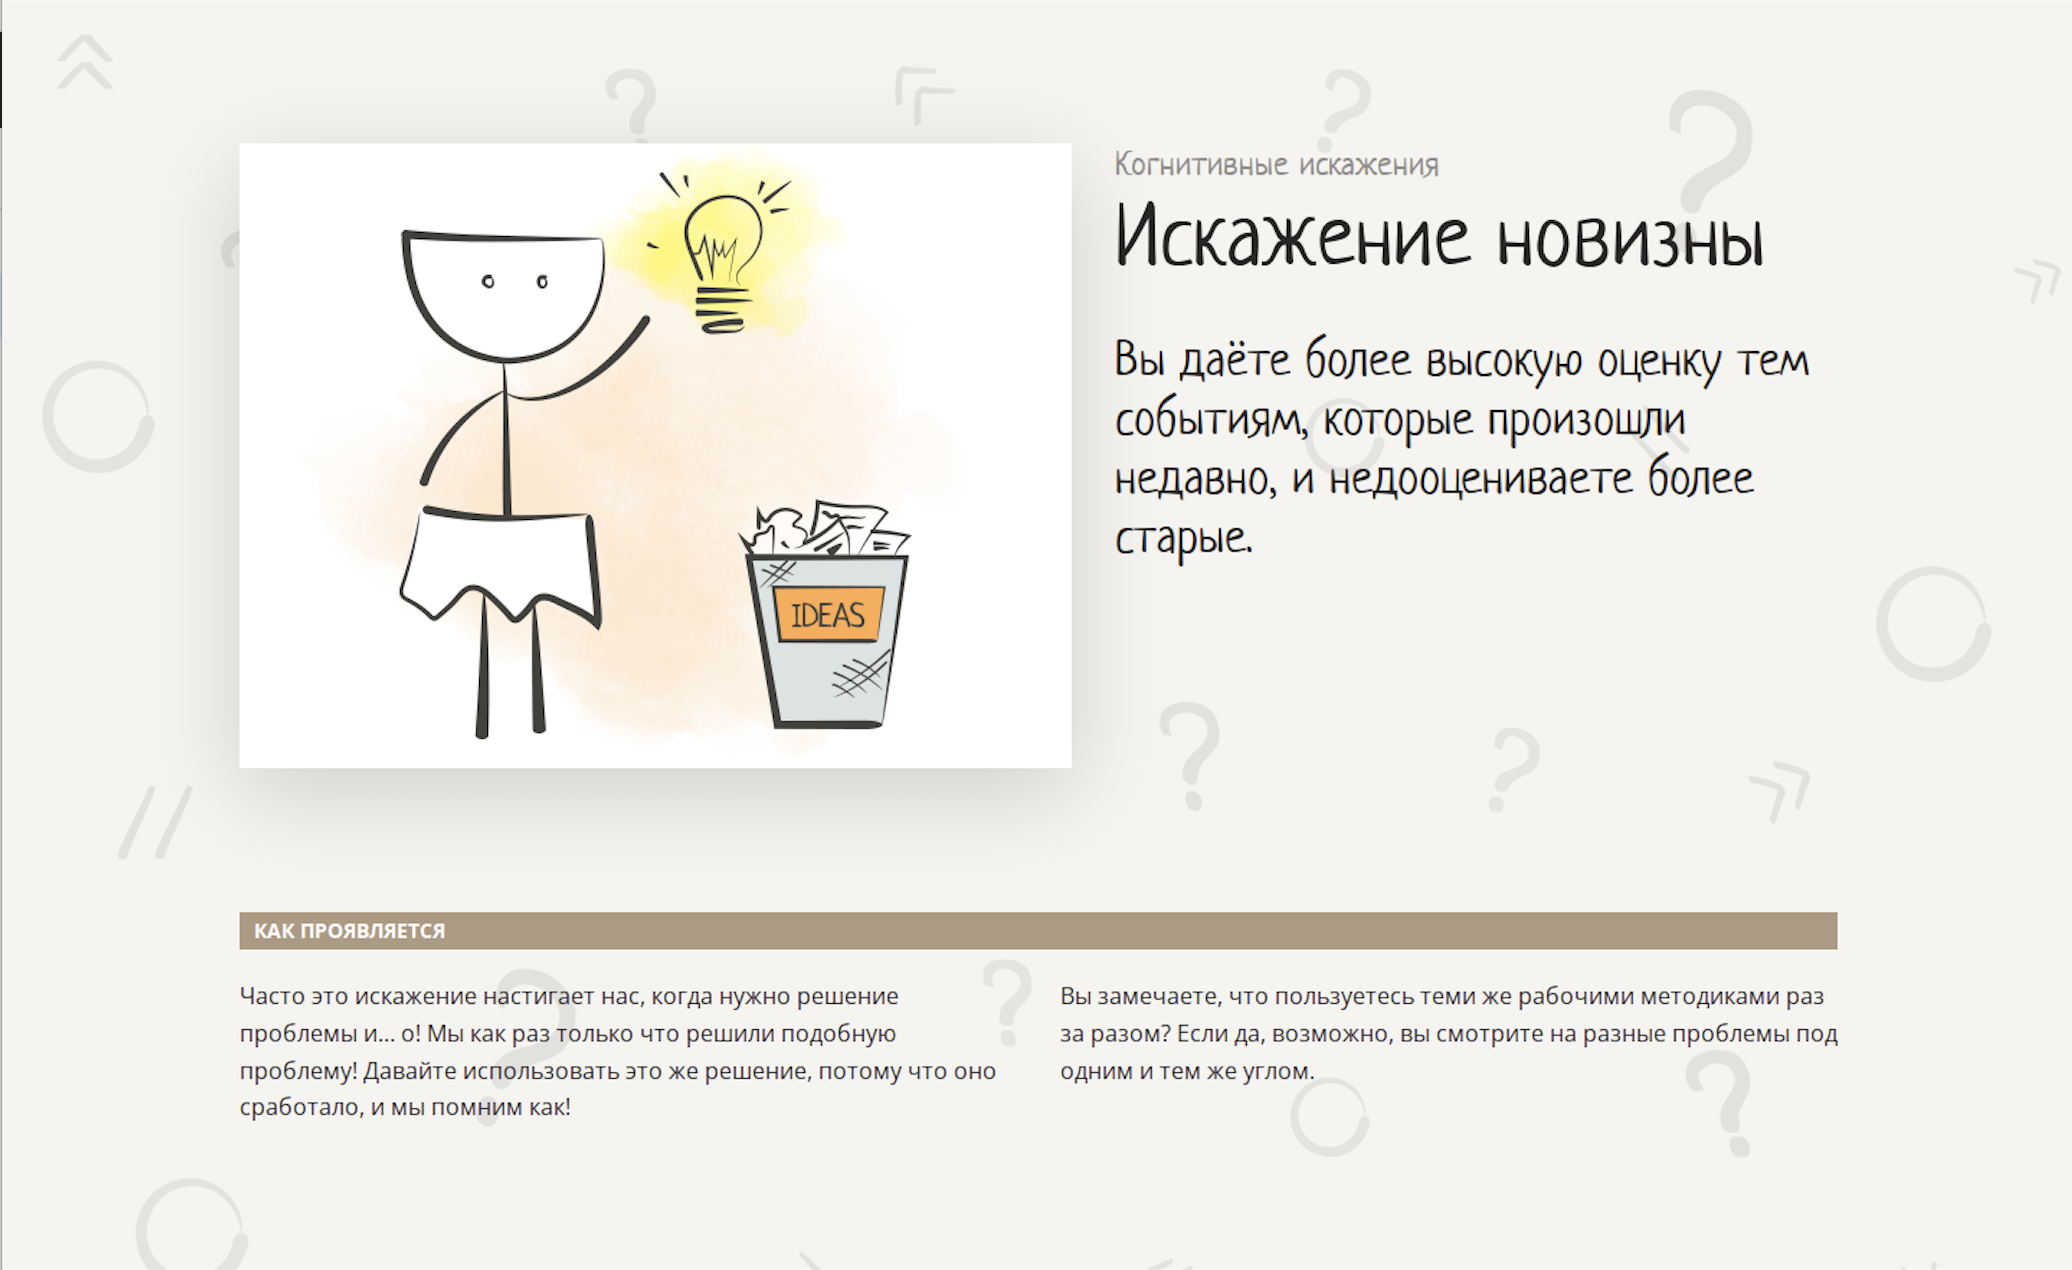 IDEAS
Когнитивные искажения
Искажение новизны
Вы даёте более высокую оценку тем
событиям, которые произошли
недавно, и недооцениваете более
старые.
КАК ПРОЯВЛЯЕТСЯ
Часто это искажение настигает нас, когда нужно решение
проблемы и... о! Мы как раз только что решили подобную
проблему! Давайте использовать это же решение, потому что оно
сработало, и мы помним как!
Вы замечаете, что пользуетесь теми же рабочими методиками раз
за разом? Если да, возможно, вы смотрите на разные проблемы под
одним и тем же углом.